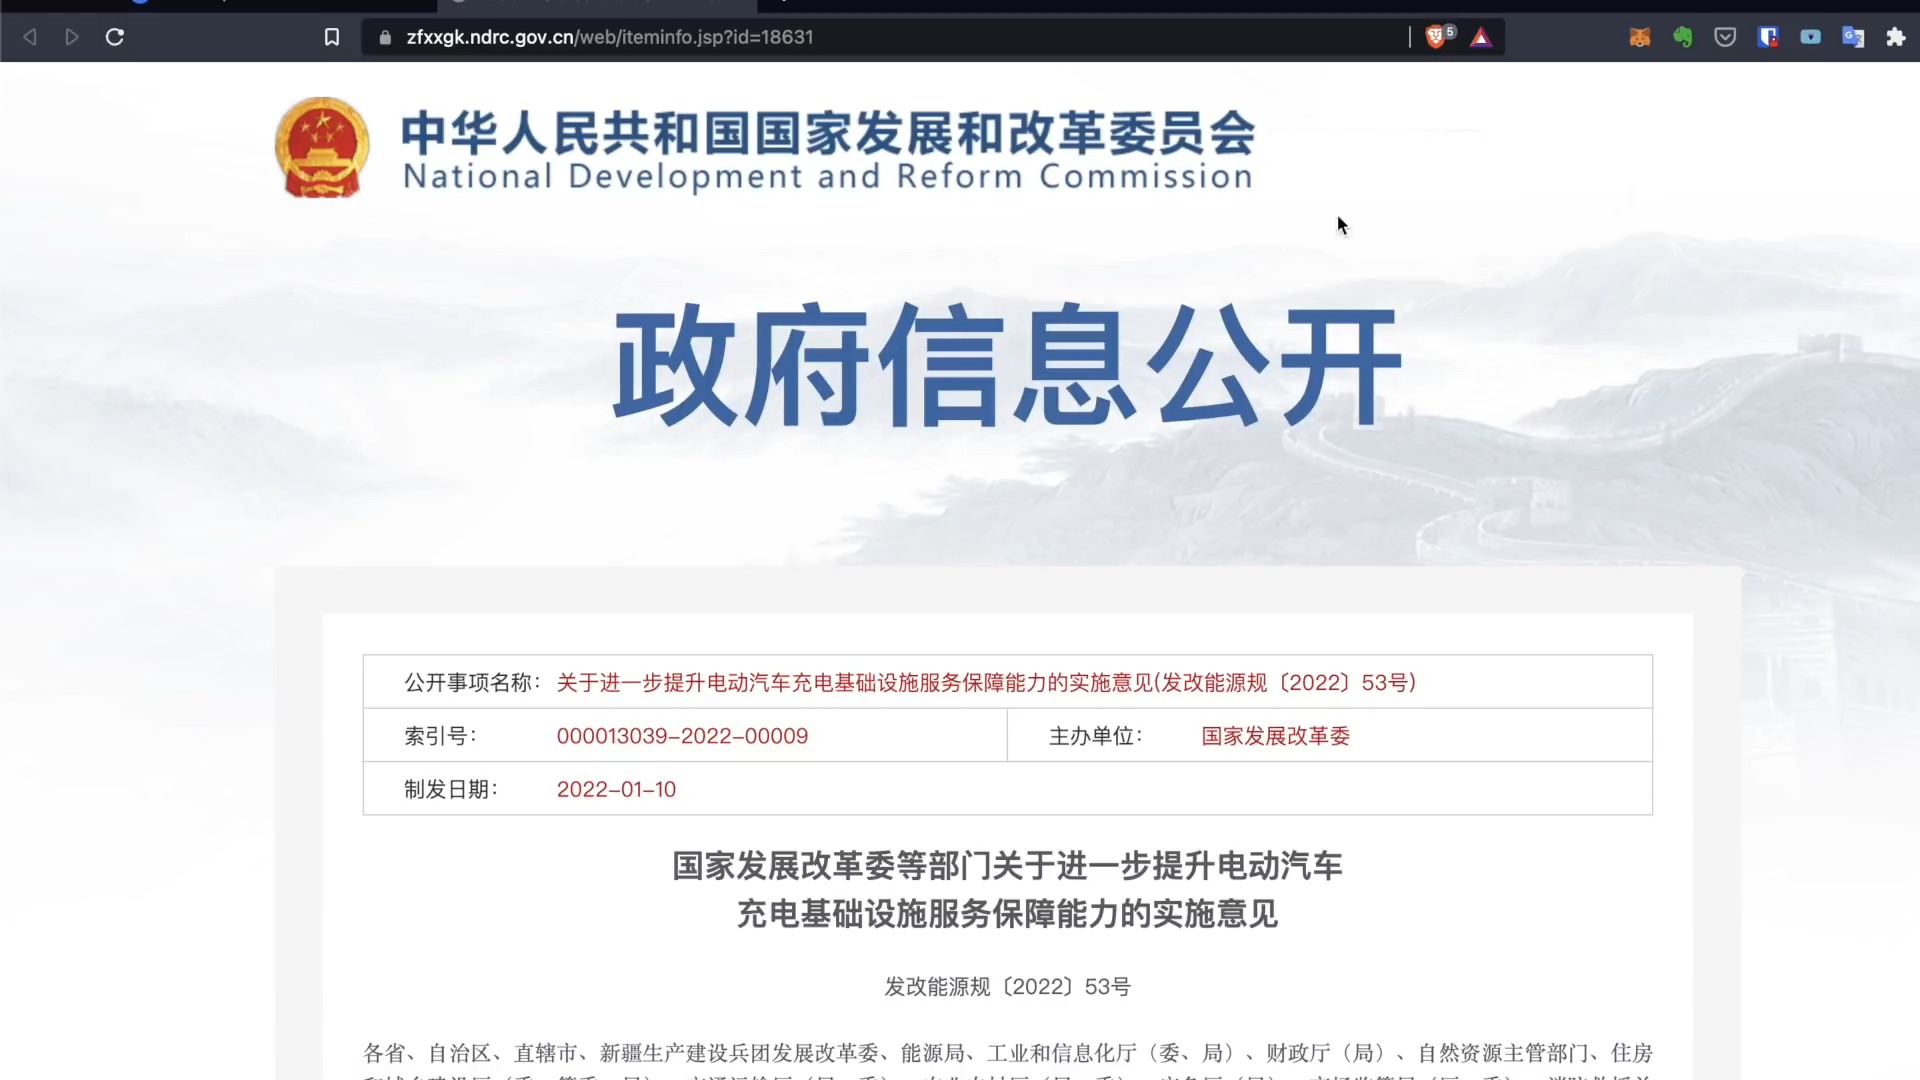 zfxxgk.ndrc.gov.cn/web/iteminfo.jsp?id=18631
5
中华人民共和国国家发展和改革委员会
National Development and Reform Commission
政府信息公开
公开事项名称： 关于进一步提升电动汽车充电基础设施服务保障能力的实施意见(发改能源规〔2022〕53号)
索引号： 000013039-2022-00009 主办单位： 国家发展改革委
制发日期： 2022-01-10
国家发展改革委等部门关于进一步提升电动汽车
充电基础设施服务保障能力的实施意见
发改能源规〔2022〕53号
各省、自治区、直辖市、新疆生产建设兵团发展改革委、能源局、工业和信息化厅（委、局）、财政厅（局）、自然资源主管部门、住房